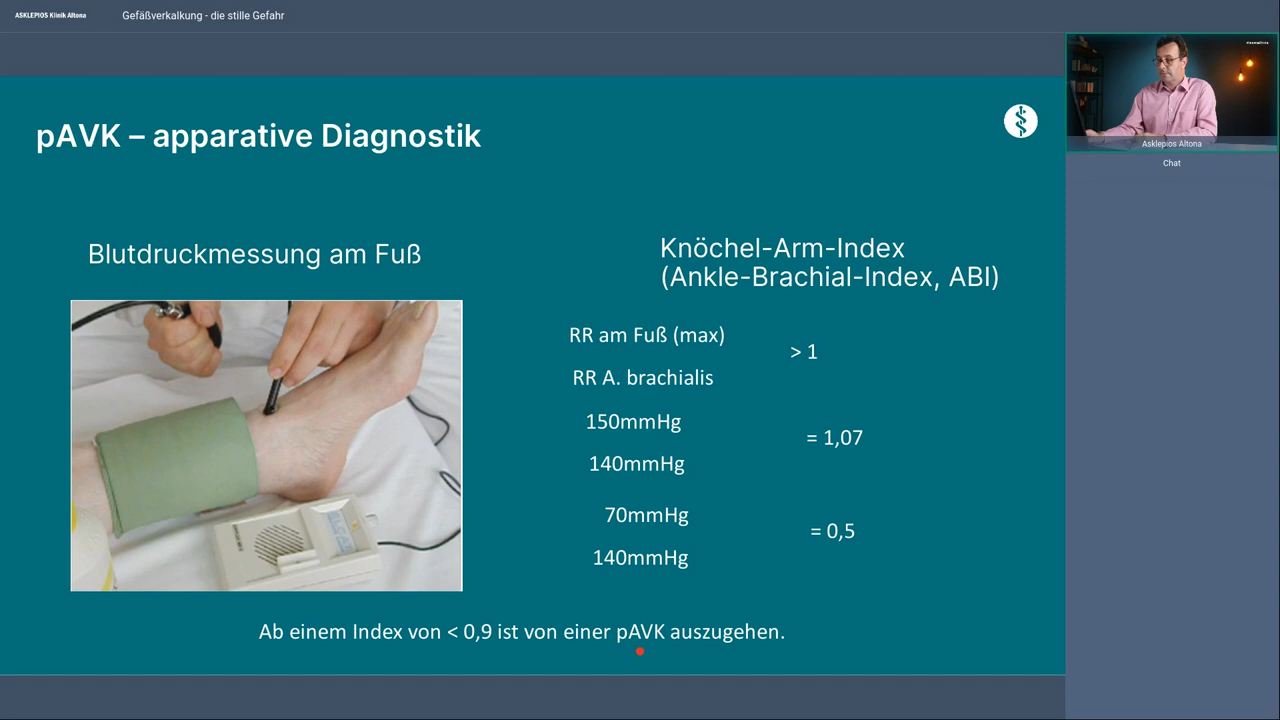 ASKLEPIOS Klinik Altona
Gefäßverkalkung - die stille Gefahr
pAVK – apparative Diagnostik
Blutdruckmessung am Fuß
Knöchel-Arm-Index
(Ankle-Brachial-Index, ABI)
RR am Fuß (max)
> 1
RR A. brachialis
150mmHg
= 1,07
140mmHg
70mmHg
= 0,5
140mmHg
Ab einem Index von < 0,9 ist von einer pAVK auszugehen.
Asklepios Altona
Chat